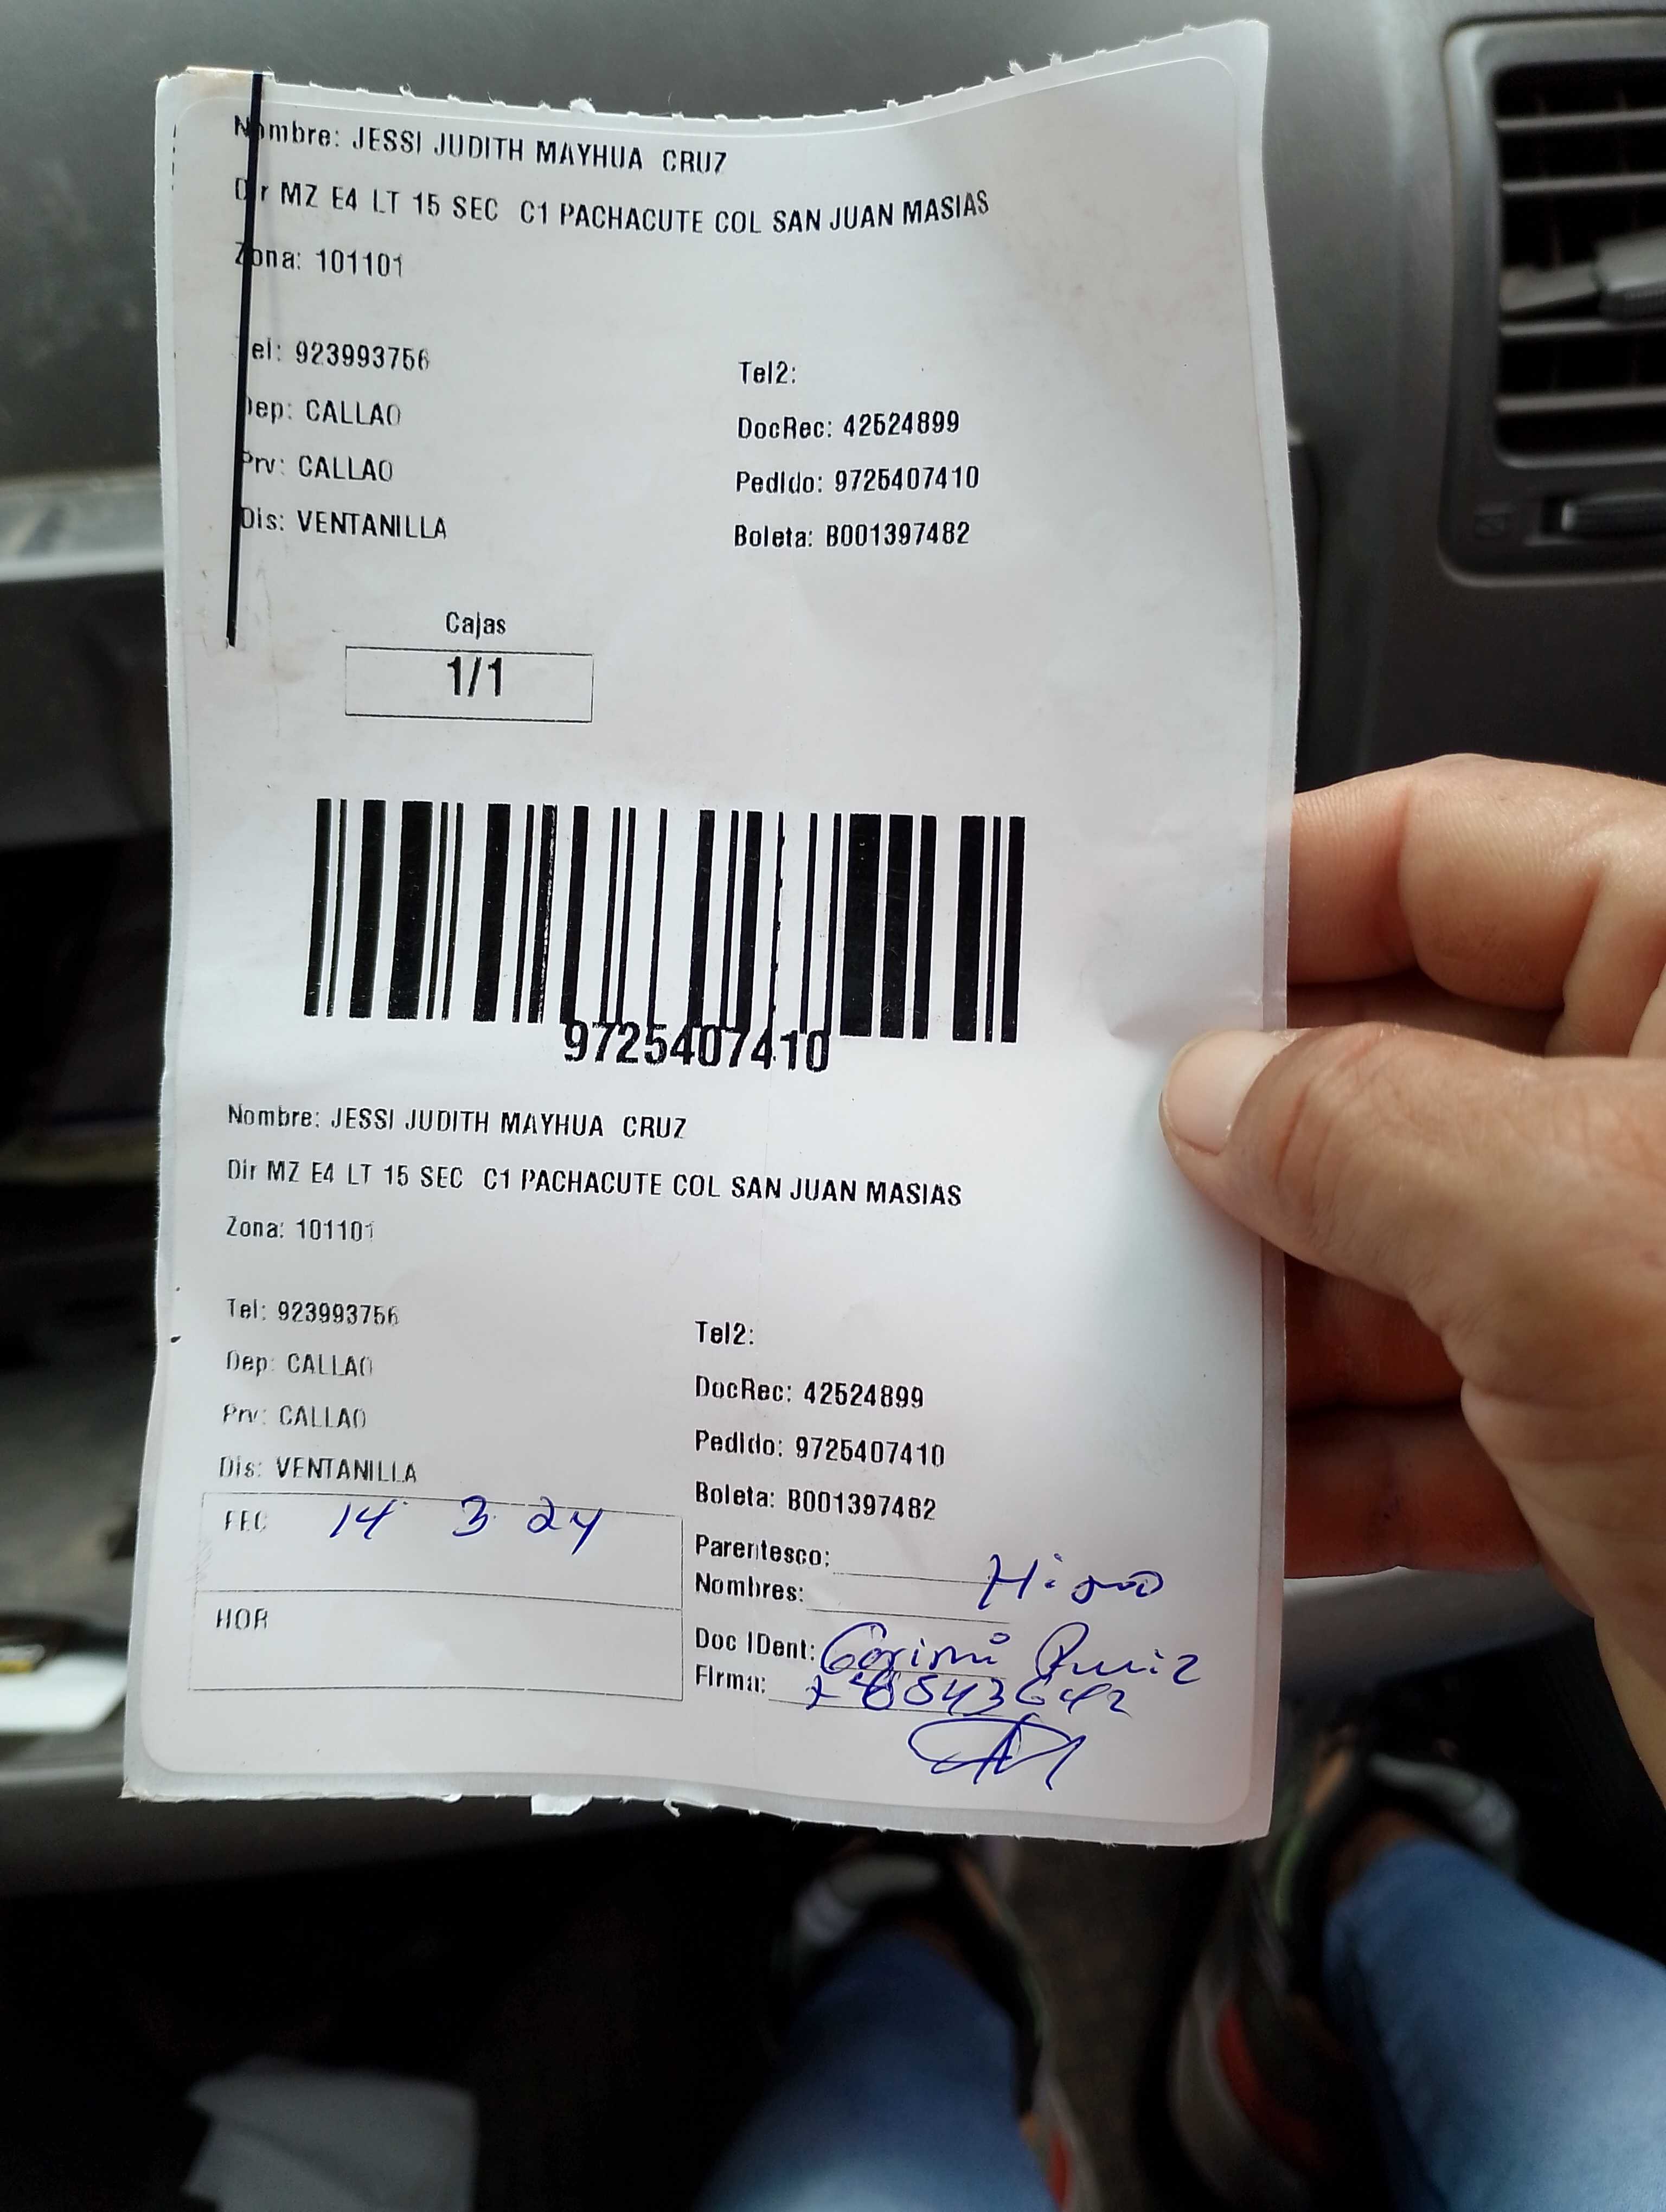 Nombre: JESSI JUDITH MAYHUA CRUZ
Dir MZ E4 LT 15 SEC C1 PACHACUTE COL SAN JUAN MASIAS
Zona: 101101
Tel: 923993756
Tel2:
Dep: CALLAO
DocRec: 42524899
Prv: CALLAO
Pedido: 9725407410
Dis: VENTANILLA
Boleta: B001397482
Cajas
1/1
9725407410
Nombre: JESSI JUDITH MAYHUA CRUZ
Dir MZ E4 LT 15 SEC C1 PACHACUTE COL SAN JUAN MASIAS
Zona: 101101
Tel: 923993756
Tel2:
Dep: CALLAO
DocRec: 42524899
Prv: CALLAO
Pedido: 9725407410
Dis: VENTANILLA
Boleta: B001397482
FEC 14 3 24
HOR
Parentesco:
Nombres:
Doc IDent: Ruiz
Firma: